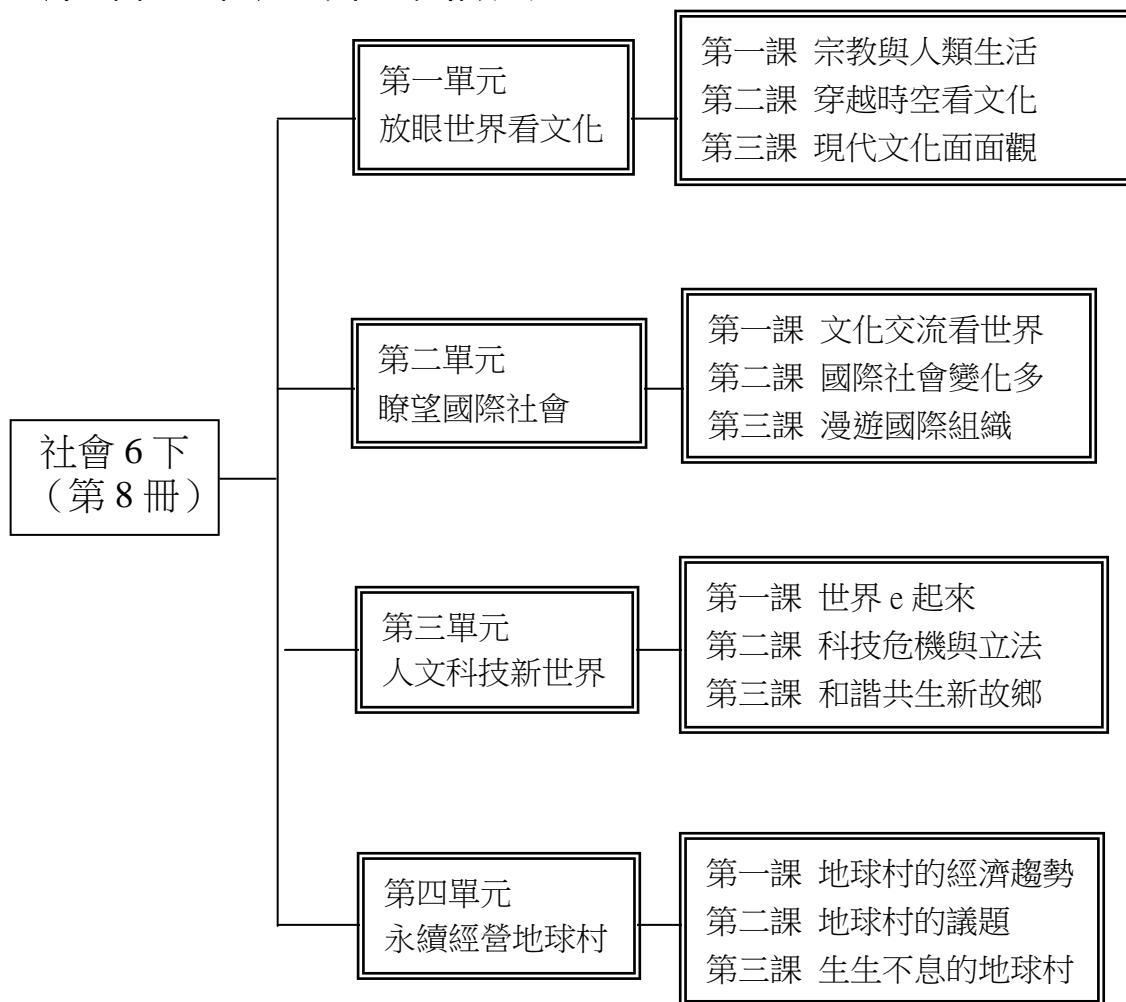 社會 6 下
（第 8 冊）
第一單元
放眼世界看文化
第一課 宗教與人類生活
第二課 穿越時空看文化
第三課 現代文化面面觀
第二單元
瞭望國際社會
第一課 文化交流看世界
第二課 國際社會變化多
第三課 漫遊國際組織
第三單元
人文科技新世界
第一課 世界 e 起來
第二課 科技危機與立法
第三課 和諧共生新故鄉
第四單元
永續經營地球村
第一課 地球村的經濟趨勢
第二課 地球村的議題
第三課 生生不息的地球村